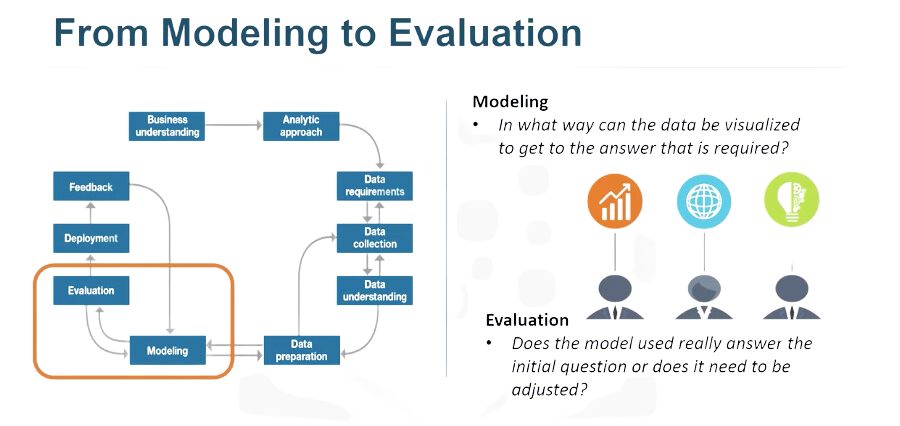 From Modeling to Evaluation
Business
understanding
Analytic
approach
Data
requirements
Data
collection
Data
understanding
Data
preparation
Modeling
Evaluation
Deployment
Feedback
Modeling
• In what way can the data be visualized
to get to the answer that is required?
Evaluation
• Does the model used really answer the
initial question or does it need to be
adjusted?